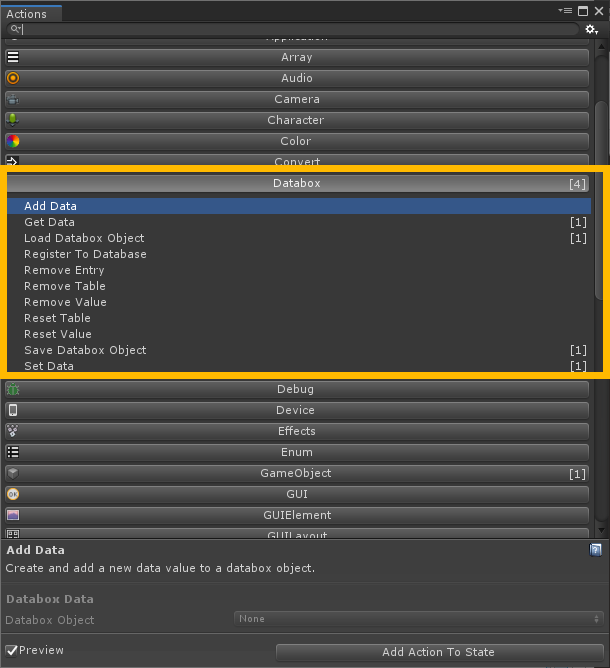 Actions
Application
Array
Audio
Camera
Character
Color
Convert
Databox [4]
Add Data
Get Data [1]
Load Databox Object [1]
Register To Database
Remove Entry
Remove Table
Remove Value
Reset Table
Reset Value
Save Databox Object [1]
Set Data [1]
Debug
Device
Effects
Enum
GameObject [1]
GUI
GUIElement
GUILayout
Add Data
Create and add a new data value to a databox object.
Databox Data
Databox Object None
Preview Add Action To State